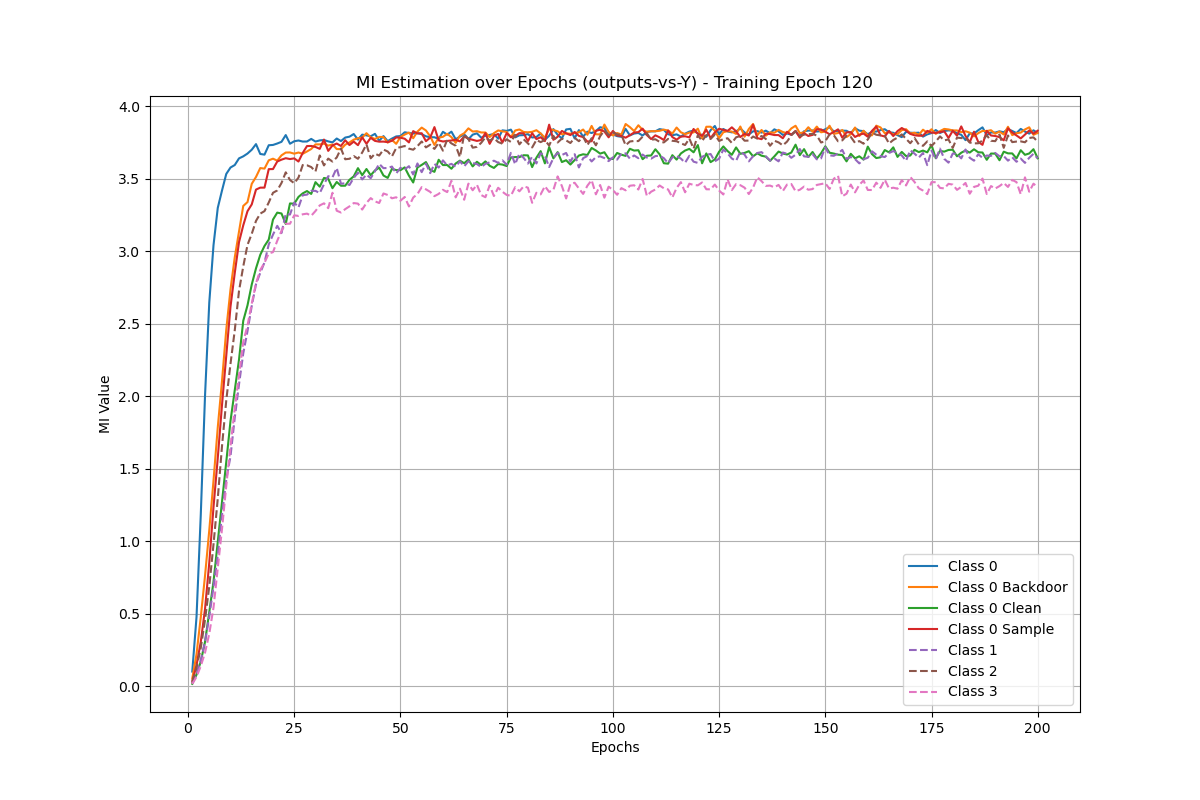 MI Estimation over Epochs (outputs-vs-Y) - Training Epoch 120
4.0
3.5
3.0
2.5
2.0
1.5
1.0
0.5
0.0
MI Value
0 25 50 75 100 125 150 175 200
Epochs
Class 0
Class 0 Backdoor
Class 0 Clean
Class 0 Sample
Class 1
Class 2
Class 3